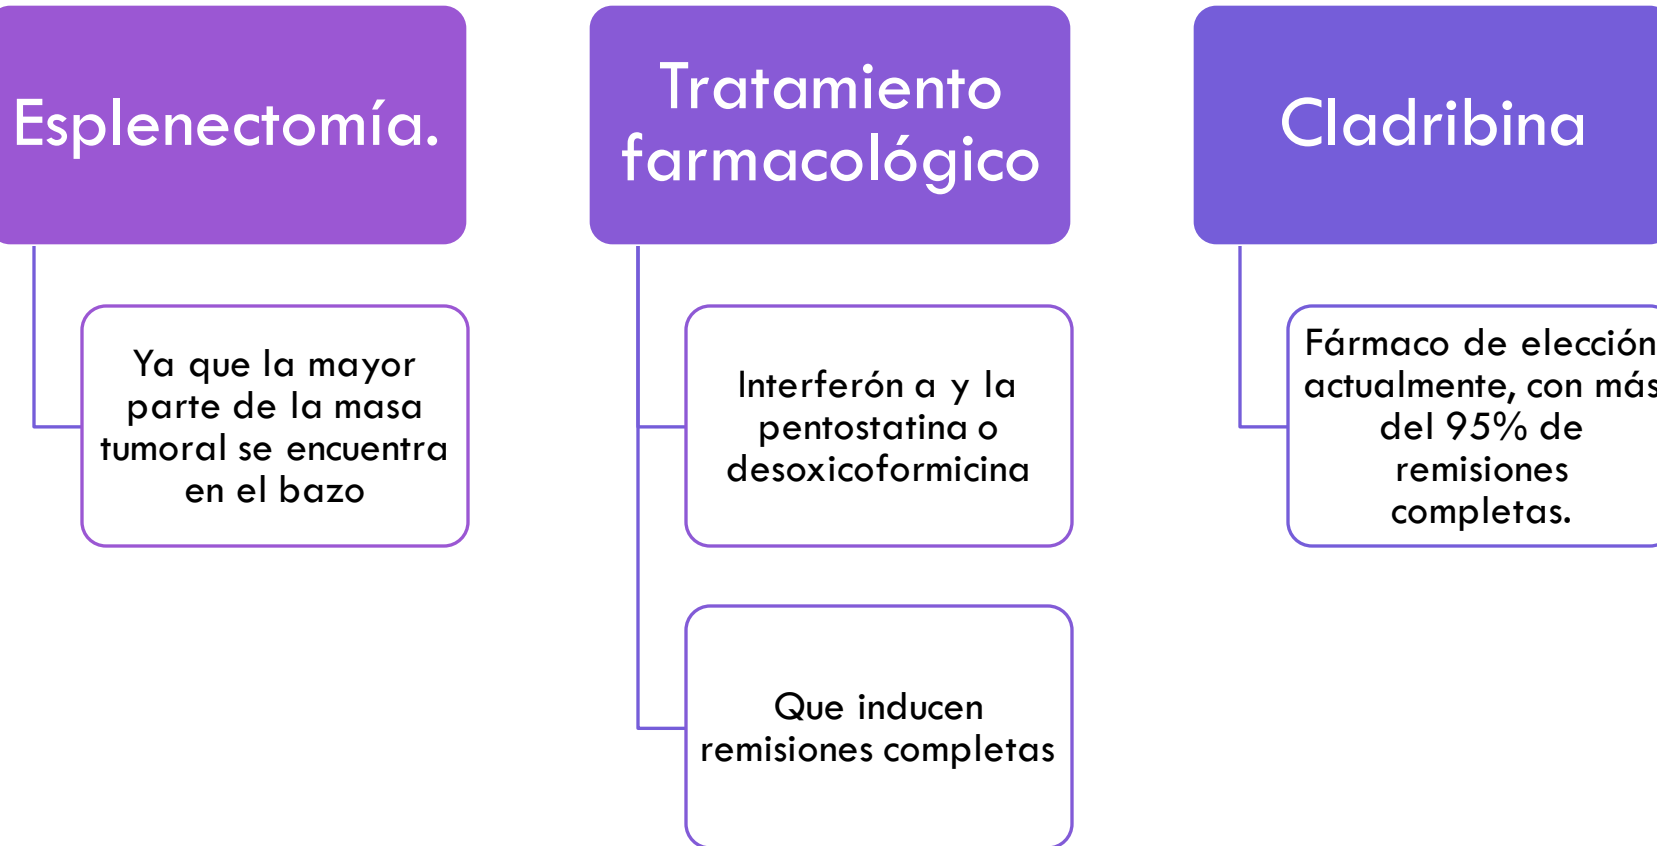 Esplenectomía.
Ya que la mayor
parte de la masa
tumoral se encuentra
en el bazo
Tratamiento
farmacológico
Interferón a y la
pentostatina o
desoxicoformicina
Que inducen
remisiones completas
Cladribina
Fármaco de elección
actualmente, con más
del 95% de
remisiones
completas.